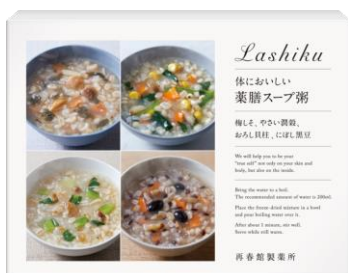 Lashiku
体においしい
薬膳スープ粥
梅しそ、やさい潤穀、
おろし貝柱、にぼし黒豆
We will help you to be your
"true self" not only on your skin and
body, but also on the inside.
Bring the water to a boil.
The recommended amount of water is 200ml.
Place the freeze-dried mixture in a bowl
and pour boiling water over it.
After about 1 minute, stir well.
Serve while still warm.
再春館製薬所